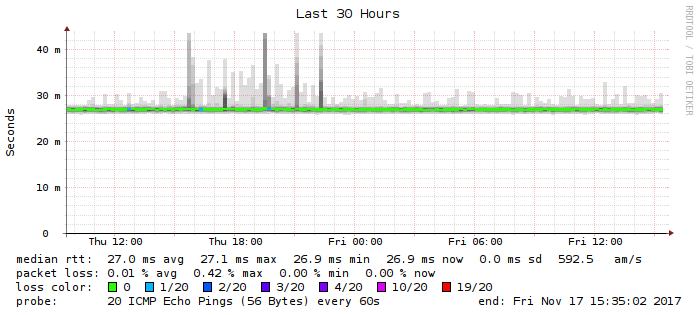 Last 30 Hours
RRDTOOL / TOBI OETIKER
Seconds
40 m
30 m
20 m
10 m
0
Thu 12:00 Thu 18:00 Fri 00:00 Fri 06:00 Fri 12:00
median rtt: 27.0 ms avg 27.1 ms max 26.9 ms min 26.9 ms now 0.0 ms sd 592.5 am/s
packet loss: 0.01 % avg 0.42 % max 0.00 % min 0.00 % now
loss color: 0 1/20 2/20 3/20 4/20 10/20 19/20
probe: 20 ICMP Echo Pings (56 Bytes) every 60s end: Fri Nov 17 15:35:02 2017